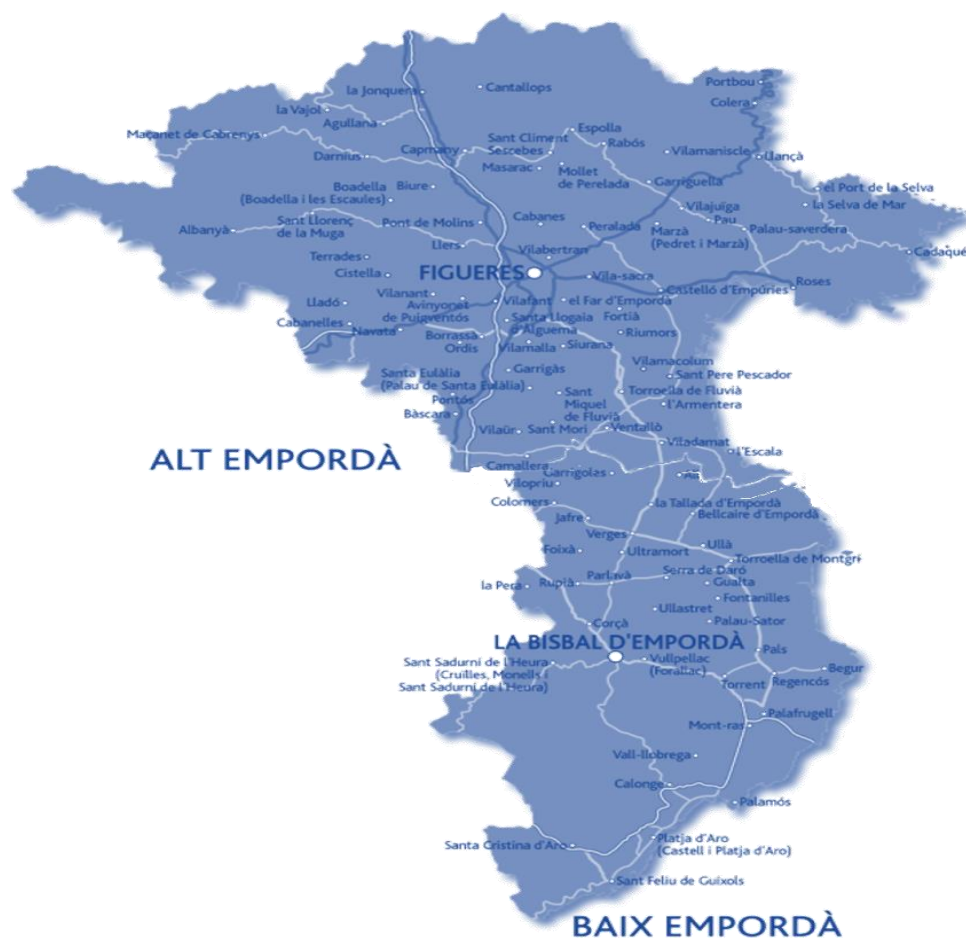 Portbou
la Jonquera
Cantallops
Colera
la Vajol
Agullana
Espolla
Maçanet de Cabrenys
Sant Climent
Sescebes
Rabós
Capmany
Vilamaniscle
Llançà
Darnius
Masarac
Mollet
de Perelada
Garriguella
Boadella
(Boadella i les Escaules)
Biure
el Port de la Selva
la Selva de Mar
Vilajuïga
Pau
Cabanes
Sant Llorenç
de la Muga
Pont de Molins
Peralada
Marzà
(Pedret i Marzà)
Palau-saverdera
Albanyà
Llers
Vilabertran
Cadaqué
Terrades
Cistella
FIGUERES
Vila-sacra
Roses
Castelló d'Empúries
Vilanant
Lladó
Avinyonet
de Puigventós
Vilafant
el Far d'Empordà
Fortià
Cabanelles
Navata
Santa Llogaia
d'Àlguema
Riumors
Borrassà
Ordis
Vilamalla
Siurana
Vilamacolum
Sant Pere Pescador
Santa Eulàlia
(Palau de Santa Eulàlia)
Garrigàs
Torroella de Fluvià
Pontós
Sant
Miquel
de Fluvià
l'Armentera
Bàscara
Vilaür
Sant Mori
Ventalló
Viladamat
l'Escala
ALT EMPORDÀ
Camallera
Garrigolas
Vilopriu
Colomers
la Tallada d'Empordà
Bellcaire d'Empordà
Jafre
Verges
Ullà
Foixà
Ultramort
Torroella de Montgrí
Serra de Daró
la Pera
Rupià
Parlavà
Gualta
Fontanilles
Ullastret
Palau-Sator
Corçà
LA BISBAL D'EMPORDÀ
Pals
Sant Sadurní de l'Heura
(Cruïlles, Monells i
Sant Sadurní de l'Heura)
Vullpellac
(Forallac)
Begur
Torrent
Regencós
Palafrugell
Mont-ras
Vall-llobrega
Calonge
Palamós
Santa Cristina d'Aro
Platja d'Aro
(Castell i Platja d'Aro)
Sant Feliu de Guíxols
BAIX EMPORDÀ